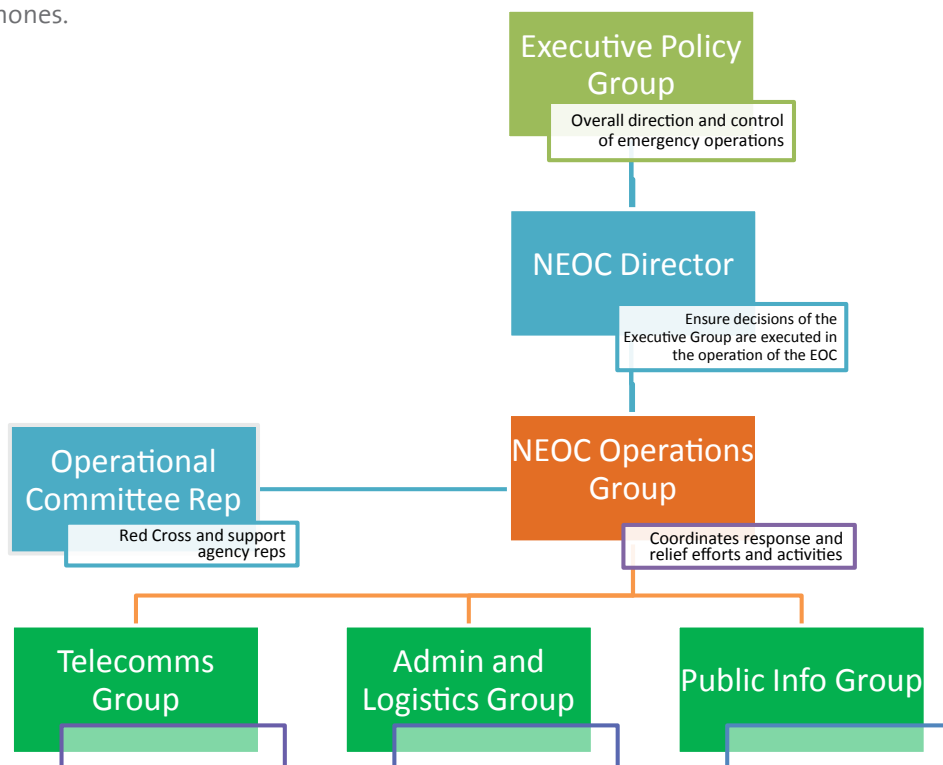 Executive Policy
Group
Overall direction and control
of emergency operations
NEOC Director
Ensure decisions of the
Executive Group are executed in
the operation of the EOC
NEOC Operations
Group
Coordinates response and
relief efforts and activities
Operational
Committee Rep
Red Cross and support
agency reps
Telecomms
Group
Admin and
Logistics Group
Public Info Group